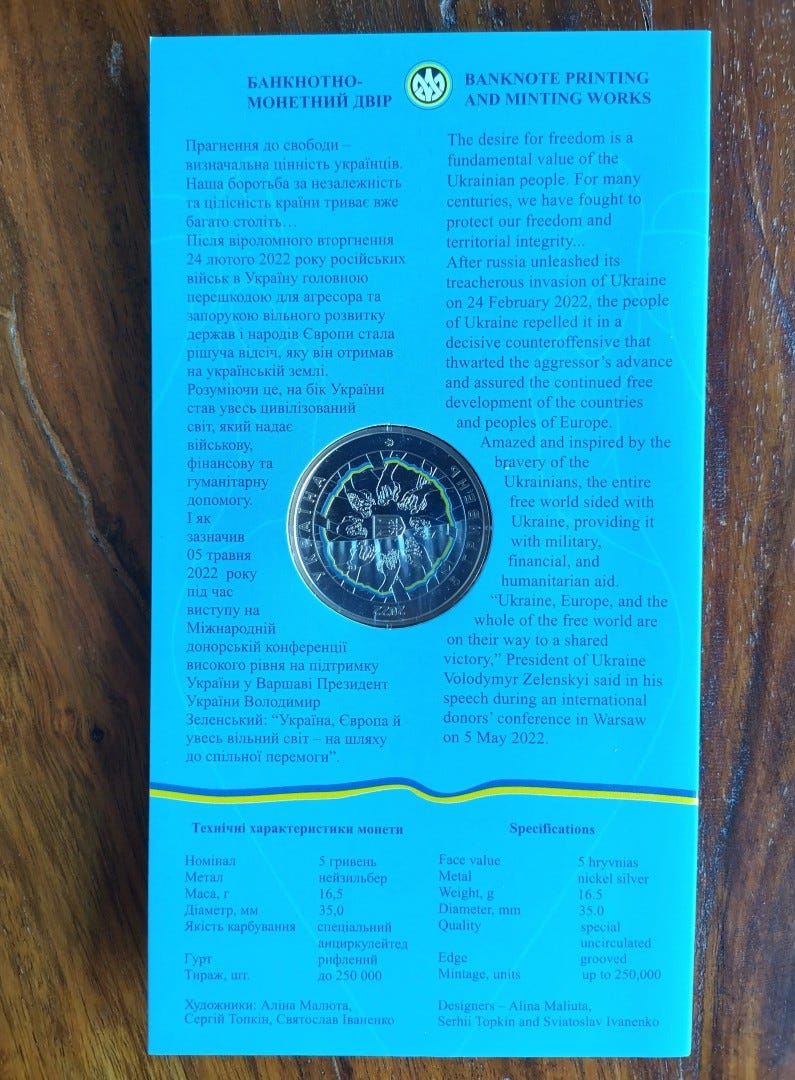 БАНКНОТНО-
МОНЕТНИЙ ДВІР
BANKNOTE PRINTING
AND MINTING WORKS
Прагнення до свободи –
визначальна цінність українців.
Наша боротьба за незалежність
та цілісність країни триває вже
багато століть…
Після віроломного вторгнення
24 лютого 2022 року російських
військ в Україну головною
перешкодою для агресора та
запорукою вільного розвитку
держав і народів Європи стала
рішуча відсіч, яку він отримав
на українській землі.
Розуміючи це, на бік України
став увесь цивілізований
світ, який надає
військову,
фінансову та
гуманітарну
допомогу.
І як
зазначив
05 травня
2022 року
під час
виступу на
Міжнародній
донорській конференції
високого рівня на підтримку
України у Варшаві Президент
України Володимир
Зеленський: “Україна, Європа й
увесь вільний світ – на шляху
до спільної перемоги”.
The desire for freedom is a
fundamental value of the
Ukrainian people. For many
centuries, we have fought to
protect our freedom and
territorial integrity...
After russia unleashed its
treacherous invasion of Ukraine
on 24 February 2022, the people
of Ukraine repelled it in a
decisive counteroffensive that
thwarted the aggressor’s advance
and assured the continued free
development of the countries
and peoples of Europe.
Amazed and inspired by the
bravery of the
Ukrainians, the entire
free world sided with
Ukraine, providing it
with military,
financial, and
humanitarian aid.
“Ukraine, Europe, and the
whole of the free world are
on their way to a shared
victory,” President of Ukraine
Volodymyr Zelenskyi said in his
speech during an international
donors’ conference in Warsaw
on 5 May 2022.
УКРАЇНА
5 ГРИВЕНЬ
2022
Технічні характеристики монети
Номінал 5 гривень
Метал нейзильбер
Маса, г 16,5
Діаметр, мм 35,0
Якість карбування спеціальний
анциркулейтед
Гурт рифлений
Тираж, шт. до 250 000
Художники: Аліна Малюта,
Сергій Топкін, Святослав Іваненко
Specifications
Face value 5 hryvnias
Metal nickel silver
Weight, g 16.5
Diameter, mm 35.0
Quality special
uncirculated
Edge grooved
Mintage, units up to 250,000
Designers – Alina Maliuta,
Serhii Topkin and Sviatoslav Ivanenko